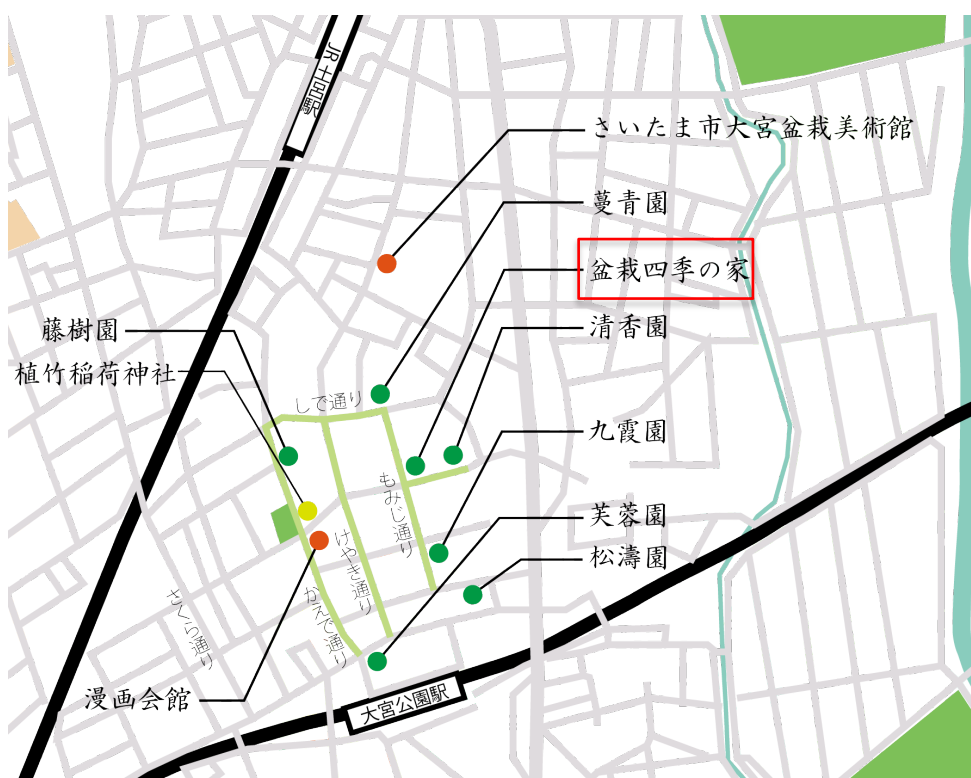 JR土呂駅
さいたま市大宮盆栽美術館
蔓青園
盆栽四季の家
藤樹園
清香園
植竹稲荷神社
しで通り
九霞園
もみじ通り
芙蓉園
けやき通り
松濤園
かえで通り
さくら通り
漫画会館
大宮公園駅